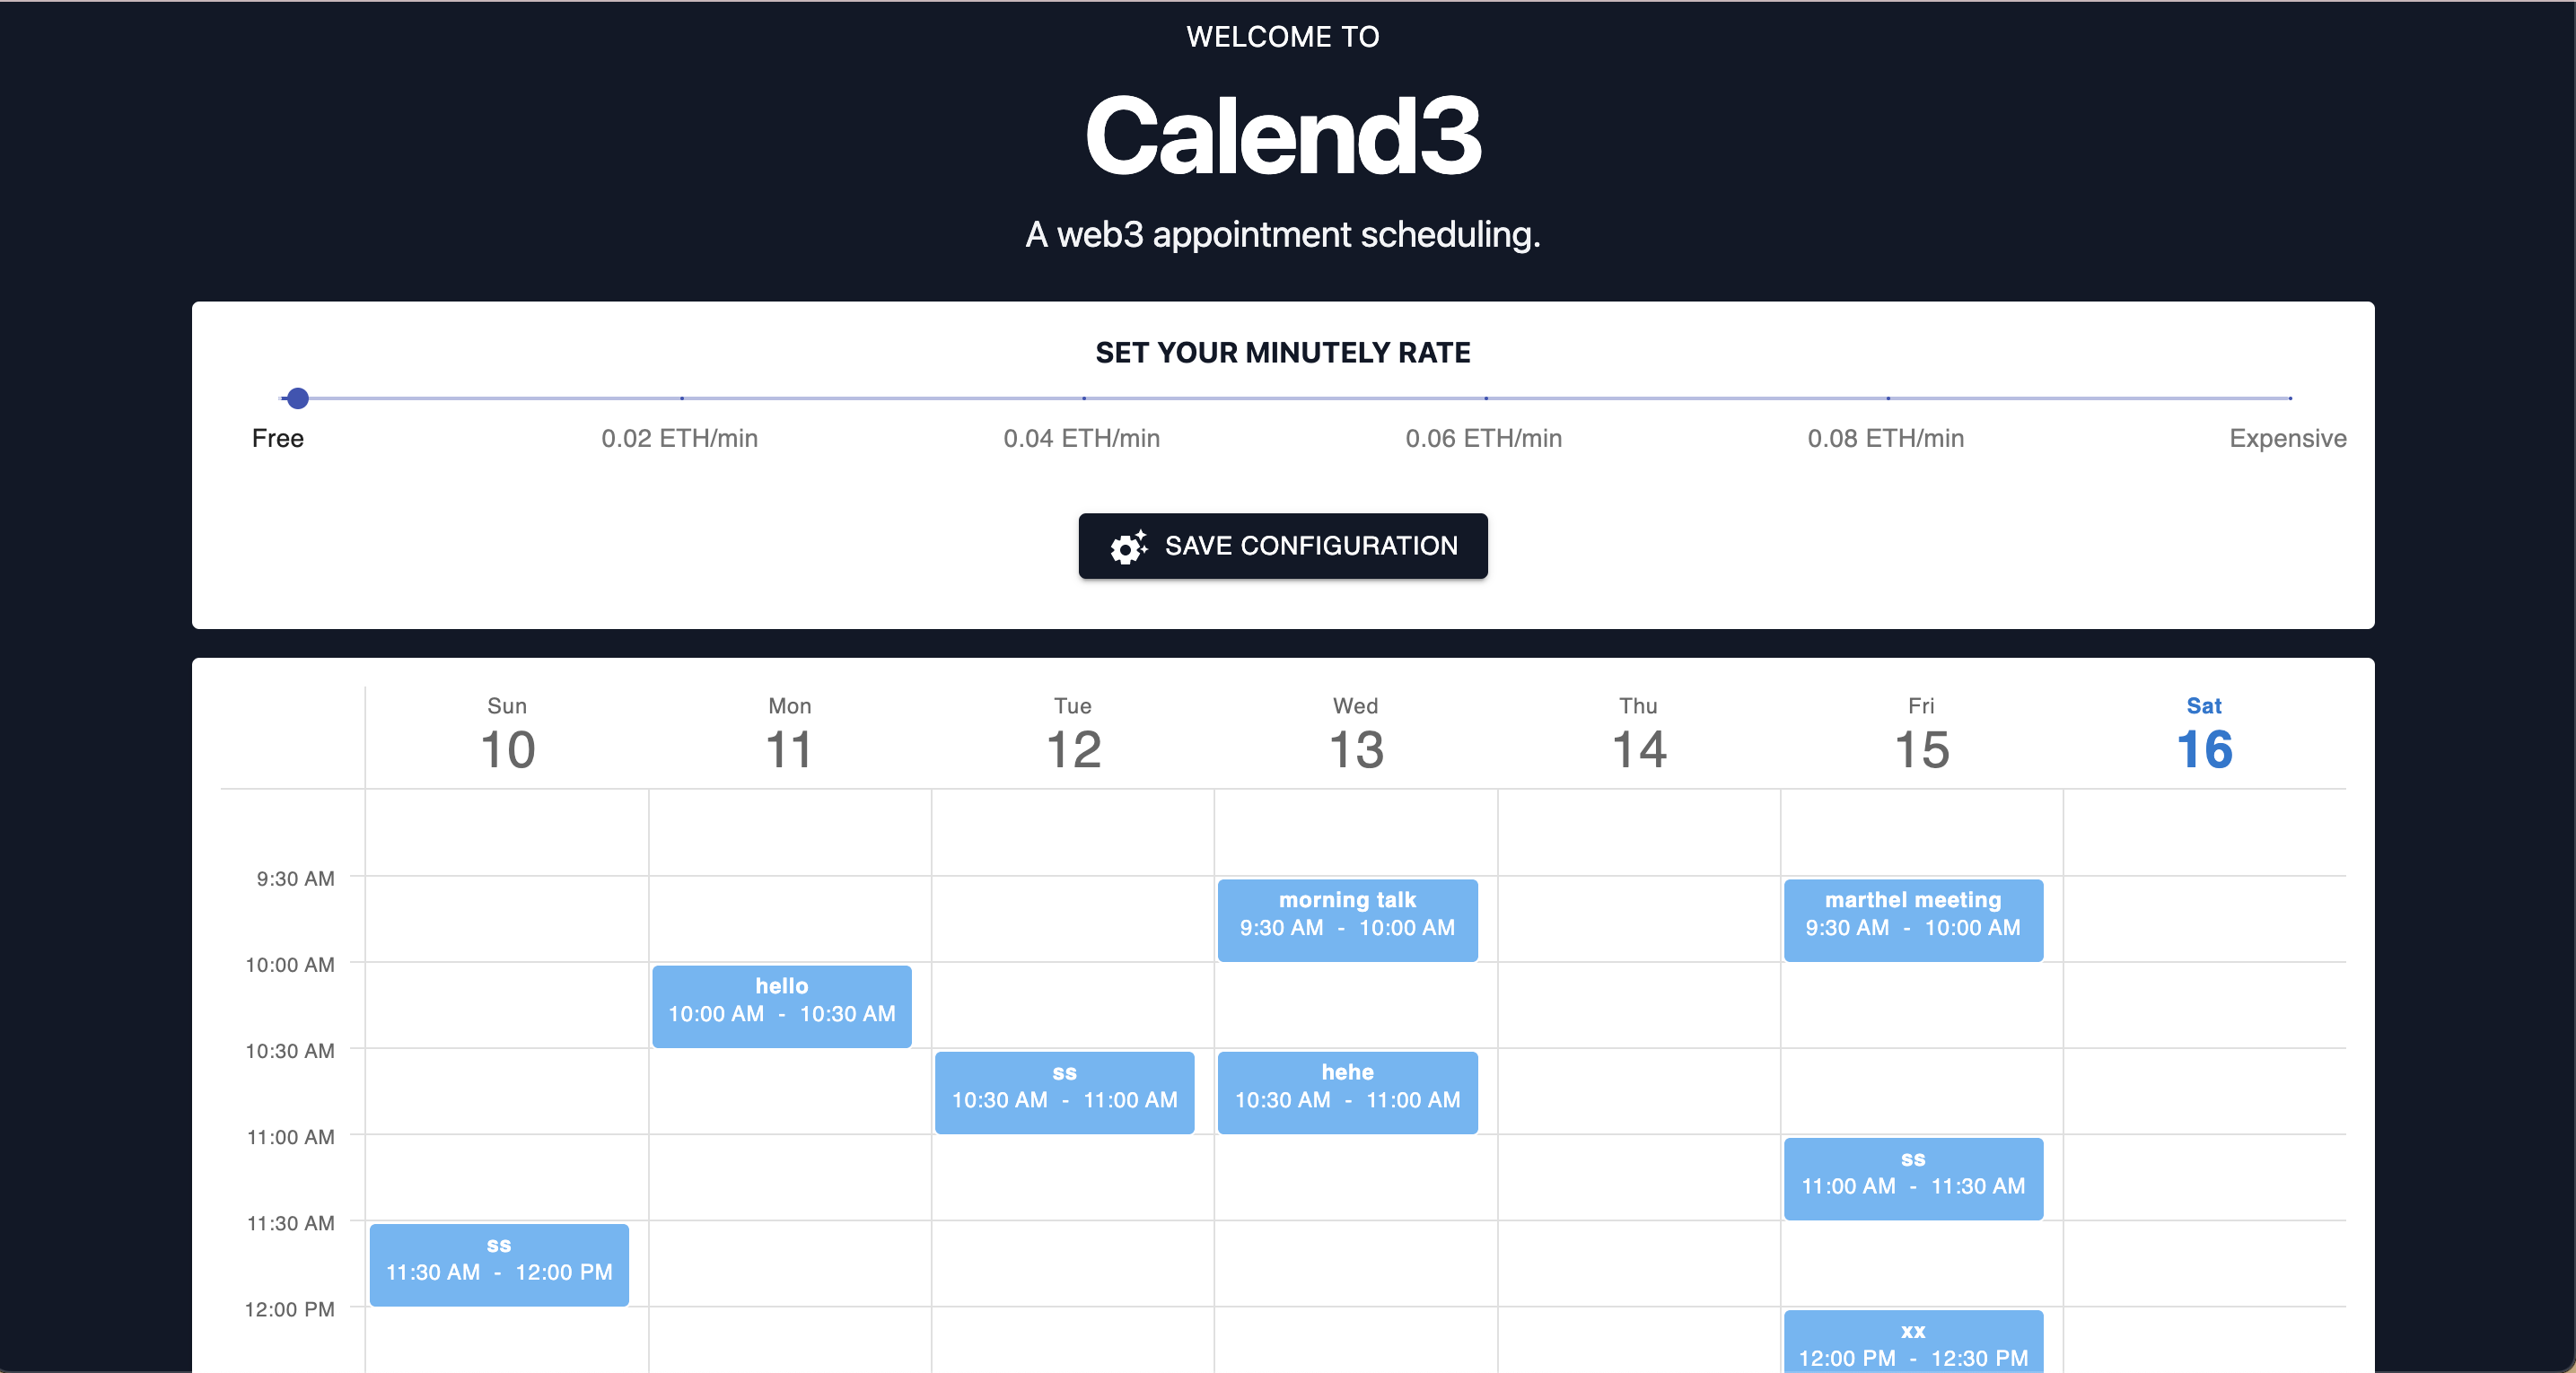 WELCOME TO
Calend3
A web3 appointment scheduling.
SET YOUR MINUTELY RATE
Free 0.02 ETH/min 0.04 ETH/min 0.06 ETH/min 0.08 ETH/min Expensive
SAVE CONFIGURATION
Sun Mon Tue Wed Thu Fri Sat
10 11 12 13 14 15 16
9:30 AM
morning talk
9:30 AM - 10:00 AM
marthel meeting
9:30 AM - 10:00 AM
10:00 AM
hello
10:00 AM - 10:30 AM
10:30 AM
ss
10:30 AM - 11:00 AM
hehe
10:30 AM - 11:00 AM
11:00 AM
ss
11:00 AM - 11:30 AM
11:30 AM
ss
11:30 AM - 12:00 PM
12:00 PM
xx
12:00 PM - 12:30 PM